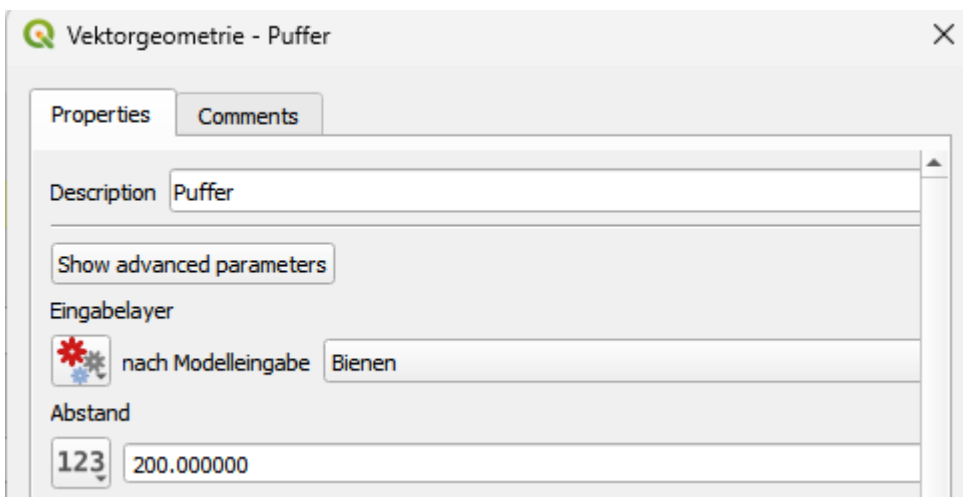 Vektorgeometrie - Puffer
Properties Comments
Description Puffer
Show advanced parameters
Eingabelayer
nach Modelleingabe Bienen
Abstand
123 200.000000